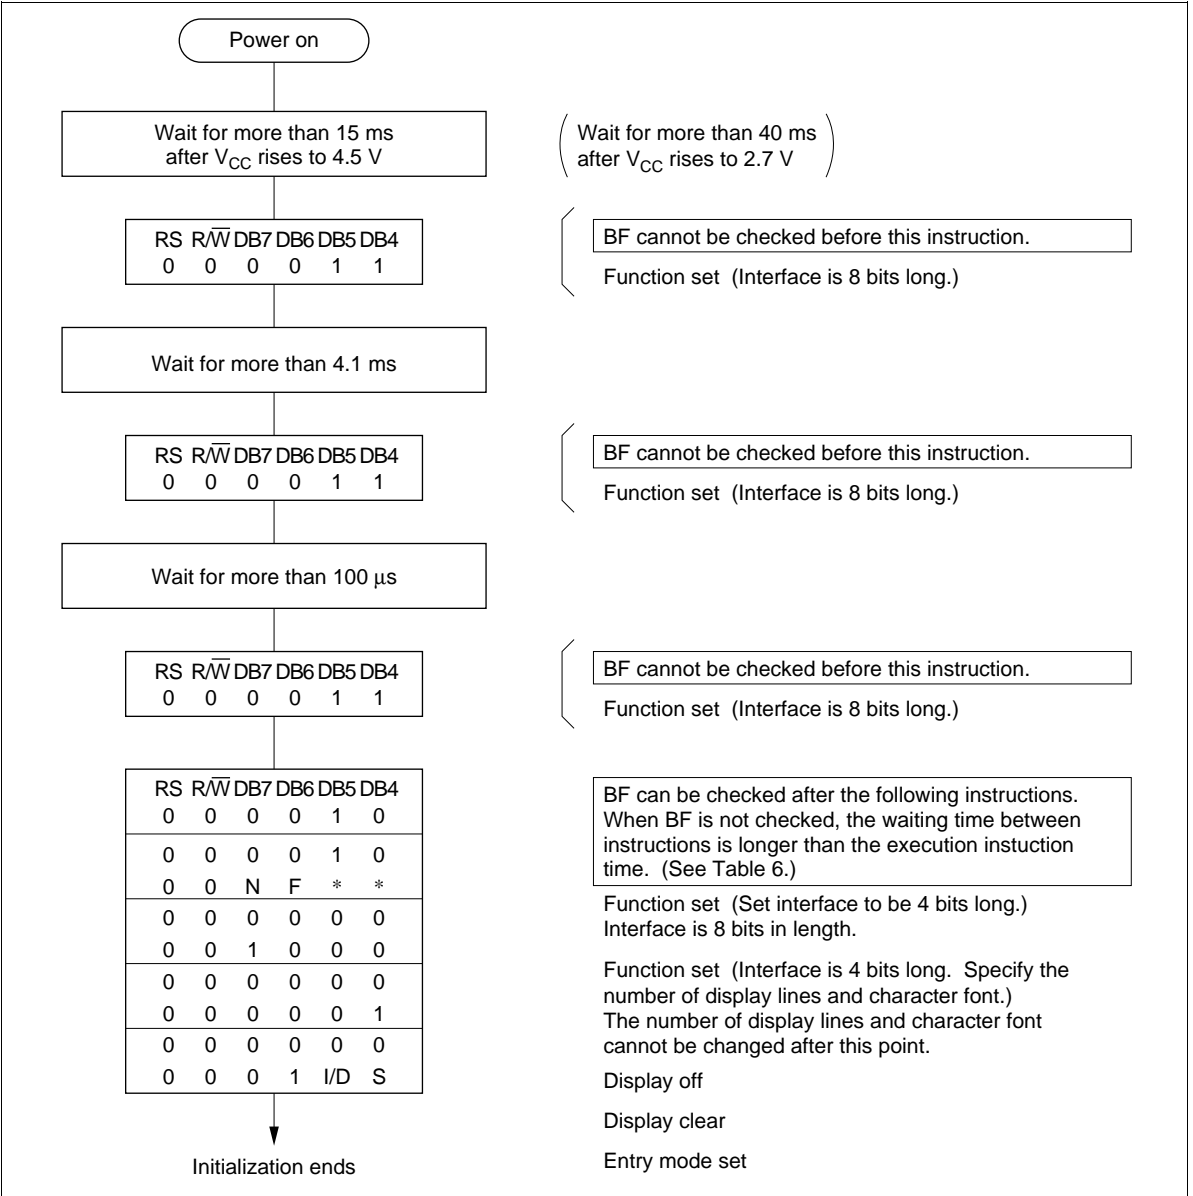 Power on
Wait for more than 15 ms
after VCC rises to 4.5 V
Wait for more than 40 ms
after VCC rises to 2.7 V
RS R/W̅ DB7 DB6 DB5 DB4
0 0 0 0 1 1
BF cannot be checked before this instruction.
Function set (Interface is 8 bits long.)
Wait for more than 4.1 ms
RS R/W̅ DB7 DB6 DB5 DB4
0 0 0 0 1 1
BF cannot be checked before this instruction.
Function set (Interface is 8 bits long.)
Wait for more than 100 µs
RS R/W̅ DB7 DB6 DB5 DB4
0 0 0 0 1 1
BF cannot be checked before this instruction.
Function set (Interface is 8 bits long.)
RS R/W̅ DB7 DB6 DB5 DB4
0 0 0 0 1 0
0 0 0 0 1 0
0 0 N F * *
0 0 0 0 0 0
0 0 1 0 0 0
0 0 0 0 0 0
0 0 0 0 0 1
0 0 0 0 0 0
0 0 0 1 I/D S
BF can be checked after the following instructions.
When BF is not checked, the waiting time between
instructions is longer than the execution instuction
time. (See Table 6.)
Function set (Set interface to be 4 bits long.)
Interface is 8 bits in length.
Function set (Interface is 4 bits long. Specify the
number of display lines and character font.)
The number of display lines and character font
cannot be changed after this point.
Display off
Display clear
Entry mode set
Initialization ends